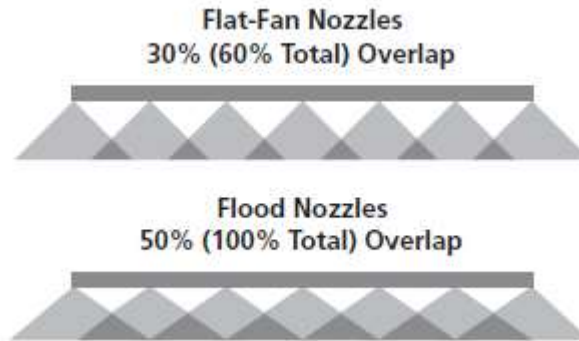 Flat-Fan Nozzles
30% (60% Total) Overlap
Flood Nozzles
50% (100% Total) Overlap